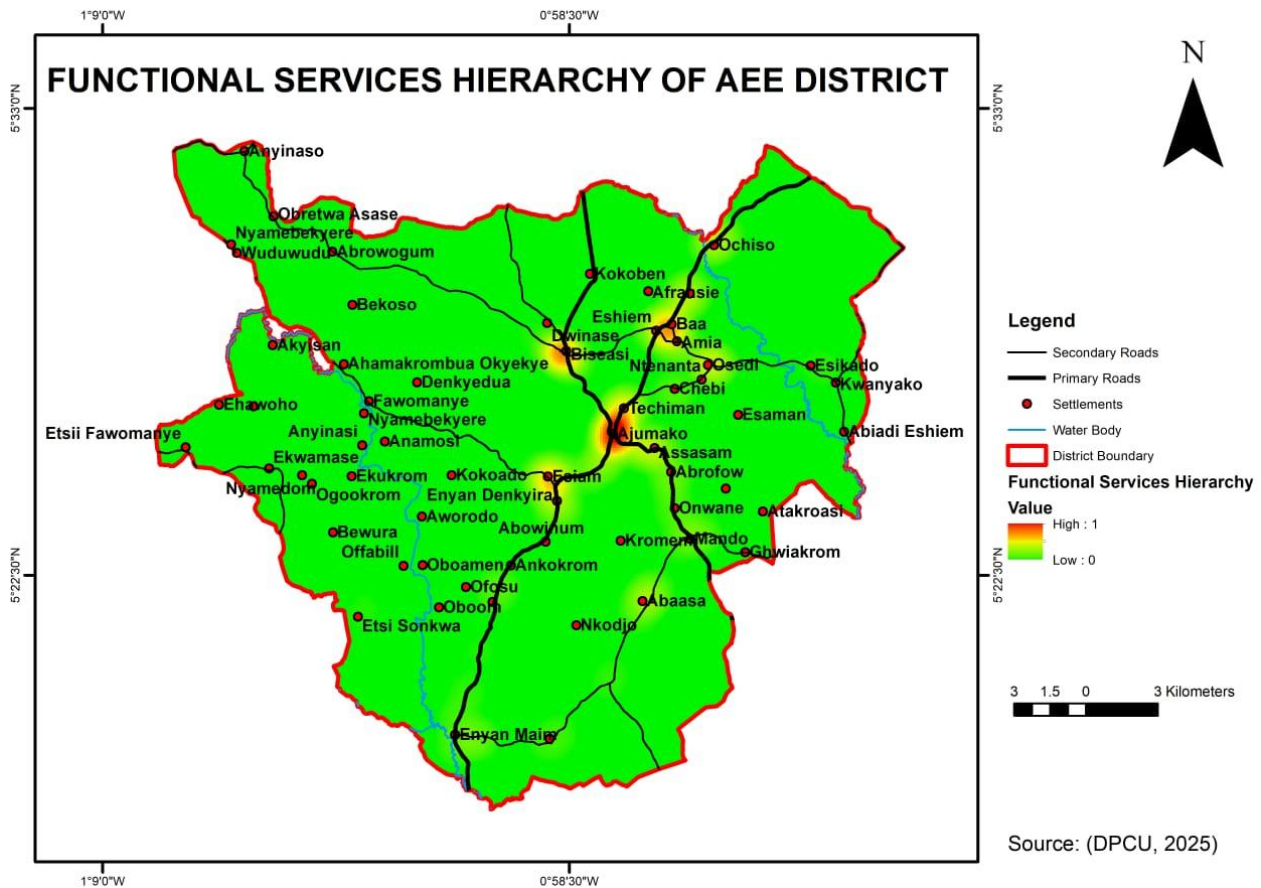 1°9'0"W
0°58'30"W
FUNCTIONAL SERVICES HIERARCHY OF AEE DISTRICT
N
5°33'0"N
5°33'0"N
Anyinaso
Obretwa Asase
Nyamebekyere
Wuduwudu
Abrowogum
Ochiso
Kokoben
Afransie
Bekoso
Eshiem
Baa
Dwinase
Amia
Akyisan
Biseasi
Ahamakrombua Okyekye
Ntenanta
Osedi
Esikado
Denkyedua
Chebi
Kwanyako
Ehawoho
Fawomanye
Techiman
Nyamebekyere
Esaman
Etsii Fawomanye
Anyinasi
Anamosi
Ajumako
Abiadi Eshiem
Assasam
Ekwamase
Ekukrom
Kokoado
Esiam
Abrofow
Nyamedom
Ogookrom
Enyan Denkyira
Onwane
Atakroasi
Aworodo
Bewura
Abowinum
Offabill
Kromen
Mando
Ghwiakrom
Oboamen
Ankokrom
Ofosu
Oboom
Abaasa
Etsi Sonkwa
Nkodjo
Enyan Maim
5°22'30"N
5°22'30"N
Legend
Secondary Roads
Primary Roads
Settlements
Water Body
District Boundary
Functional Services Hierarchy
Value
High : 1
Low : 0
3 1.5 0 3 Kilometers
Source: (DPCU, 2025)
1°9'0"W
0°58'30"W